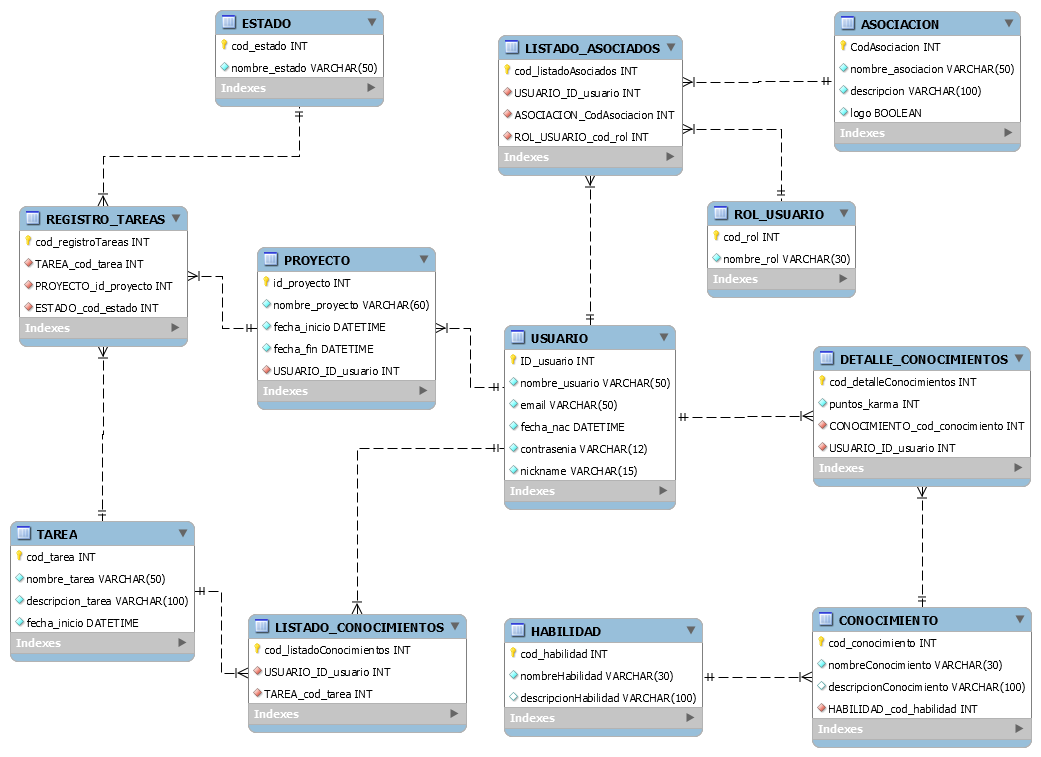 ESTADO
cod_estado INT
nombre_estado VARCHAR(50)
Indexes
LISTADO_ASOCIADOS
cod_listadoAsociados INT
USUARIO_ID_usuario INT
ASOCIACION_CodAsociacion INT
ROL_USUARIO_cod_rol INT
Indexes
ASOCIACION
CodAsociacion INT
nombre_asociacion VARCHAR(50)
descripcion VARCHAR(100)
logo BOOLEAN
Indexes
REGISTRO_TAREAS
cod_registroTareas INT
TAREA_cod_tarea INT
PROYECTO_id_proyecto INT
ESTADO_cod_estado INT
Indexes
PROYECTO
id_proyecto INT
nombre_proyecto VARCHAR(60)
fecha_inicio DATETIME
fecha_fin DATETIME
USUARIO_ID_usuario INT
Indexes
ROL_USUARIO
cod_rol INT
nombre_rol VARCHAR(30)
Indexes
USUARIO
ID_usuario INT
nombre_usuario VARCHAR(50)
email VARCHAR(50)
fecha_nac DATETIME
contrasenia VARCHAR(12)
nickname VARCHAR(15)
Indexes
DETALLE_CONOCIMIENTOS
cod_detalleConocimientos INT
puntos_karma INT
CONOCIMIENTO_cod_conocimiento INT
USUARIO_ID_usuario INT
Indexes
TAREA
cod_tarea INT
nombre_tarea VARCHAR(50)
descripcion_tarea VARCHAR(100)
fecha_inicio DATETIME
Indexes
LISTADO_CONOCIMIENTOS
cod_listadoConocimientos INT
USUARIO_ID_usuario INT
TAREA_cod_tarea INT
Indexes
HABILIDAD
cod_habilidad INT
nombreHabilidad VARCHAR(30)
descripcionHabilidad VARCHAR(100)
Indexes
CONOCIMIENTO
cod_conocimiento INT
nombreConocimiento VARCHAR(30)
descripcionConocimiento VARCHAR(100)
HABILIDAD_cod_habilidad INT
Indexes